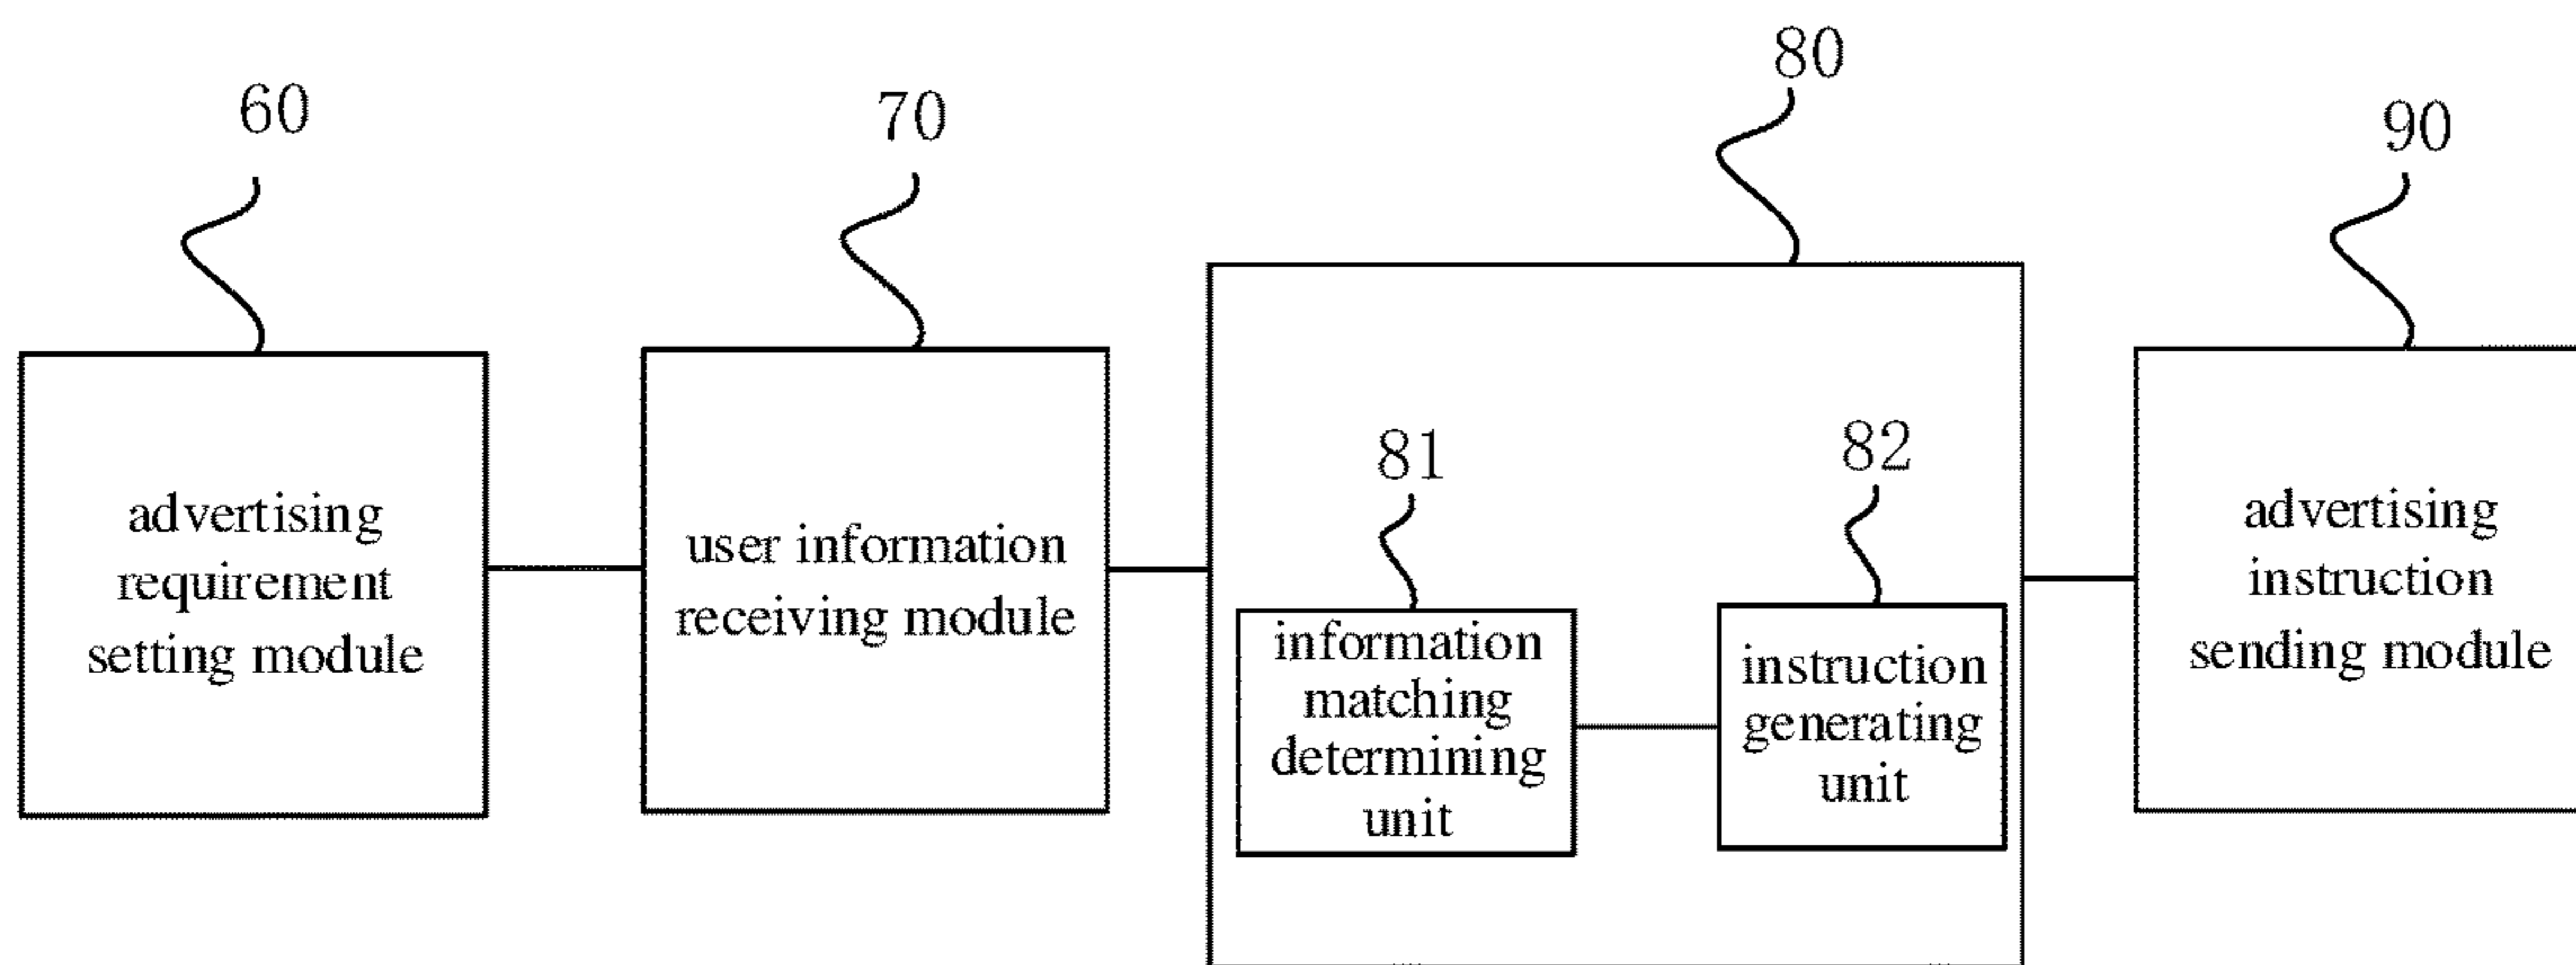 60
advertising
requirement
setting module
70
user information
receiving module
80
81
information
matching
determining
unit
82
instruction
generating
unit
90
advertising
instruction
sending module